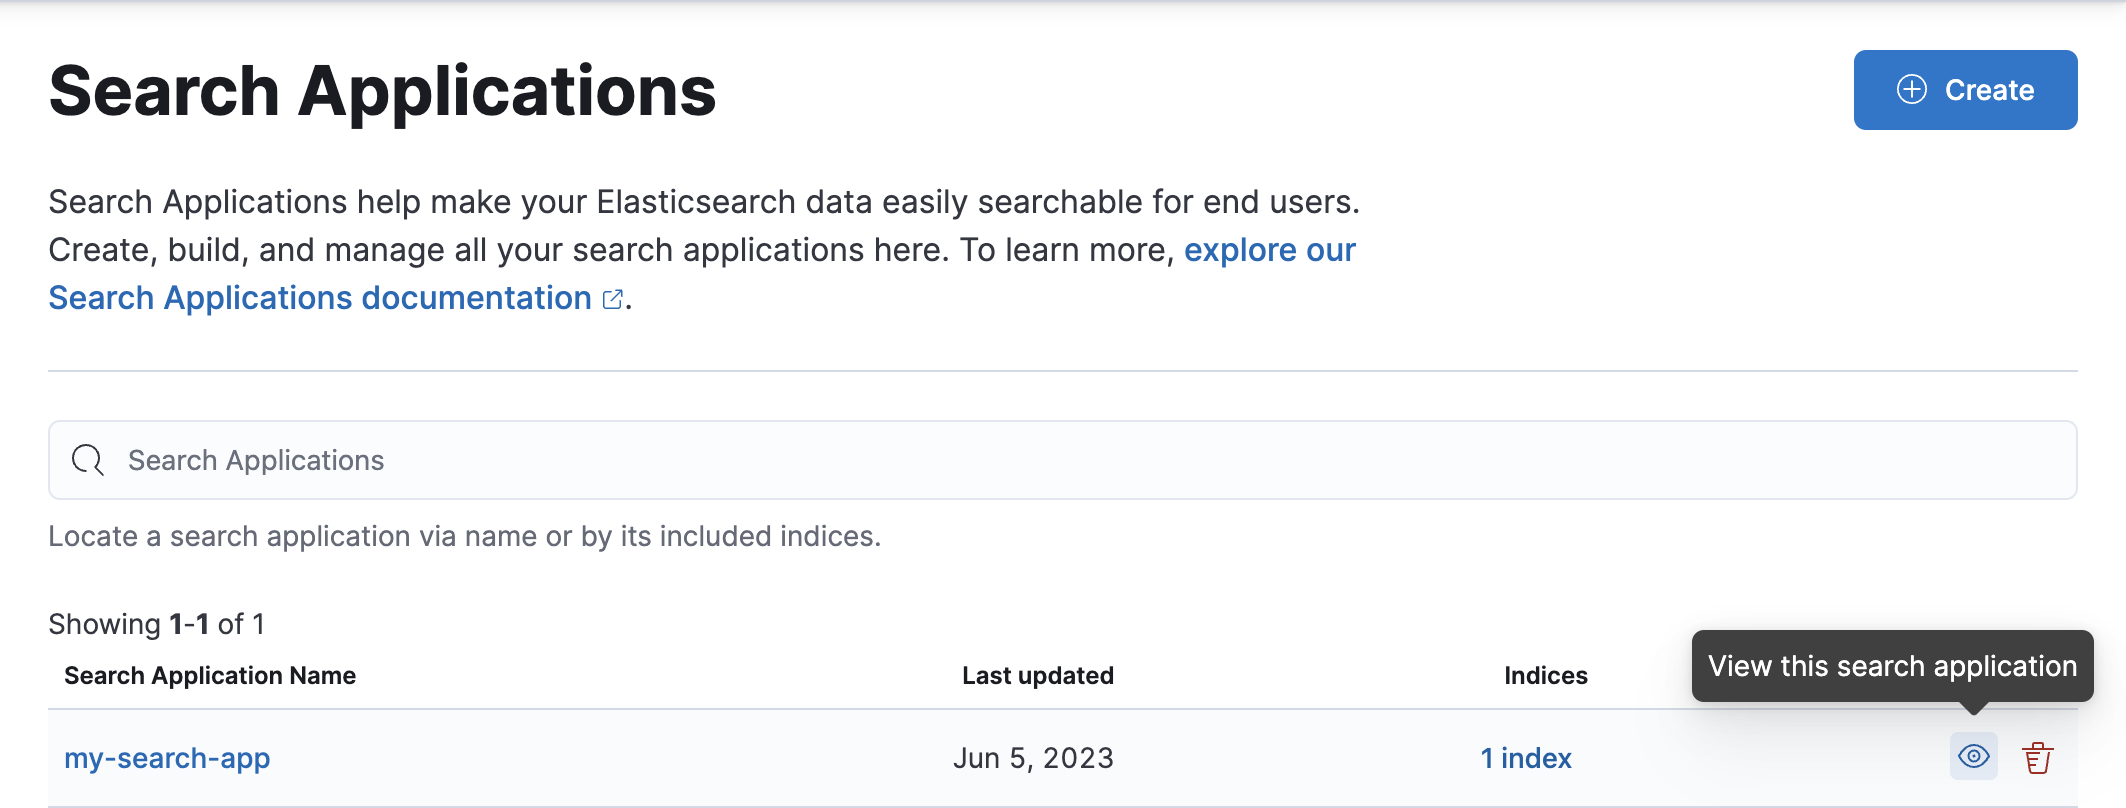 Search Applications
Create
Search Applications help make your Elasticsearch data easily searchable for end users.
Create, build, and manage all your search applications here. To learn more, explore our
Search Applications documentation.
Search Applications
Locate a search application via name or by its included indices.
Showing 1-1 of 1
Search Application Name
Last updated
Indices
View this search application
my-search-app
Jun 5, 2023
1 index